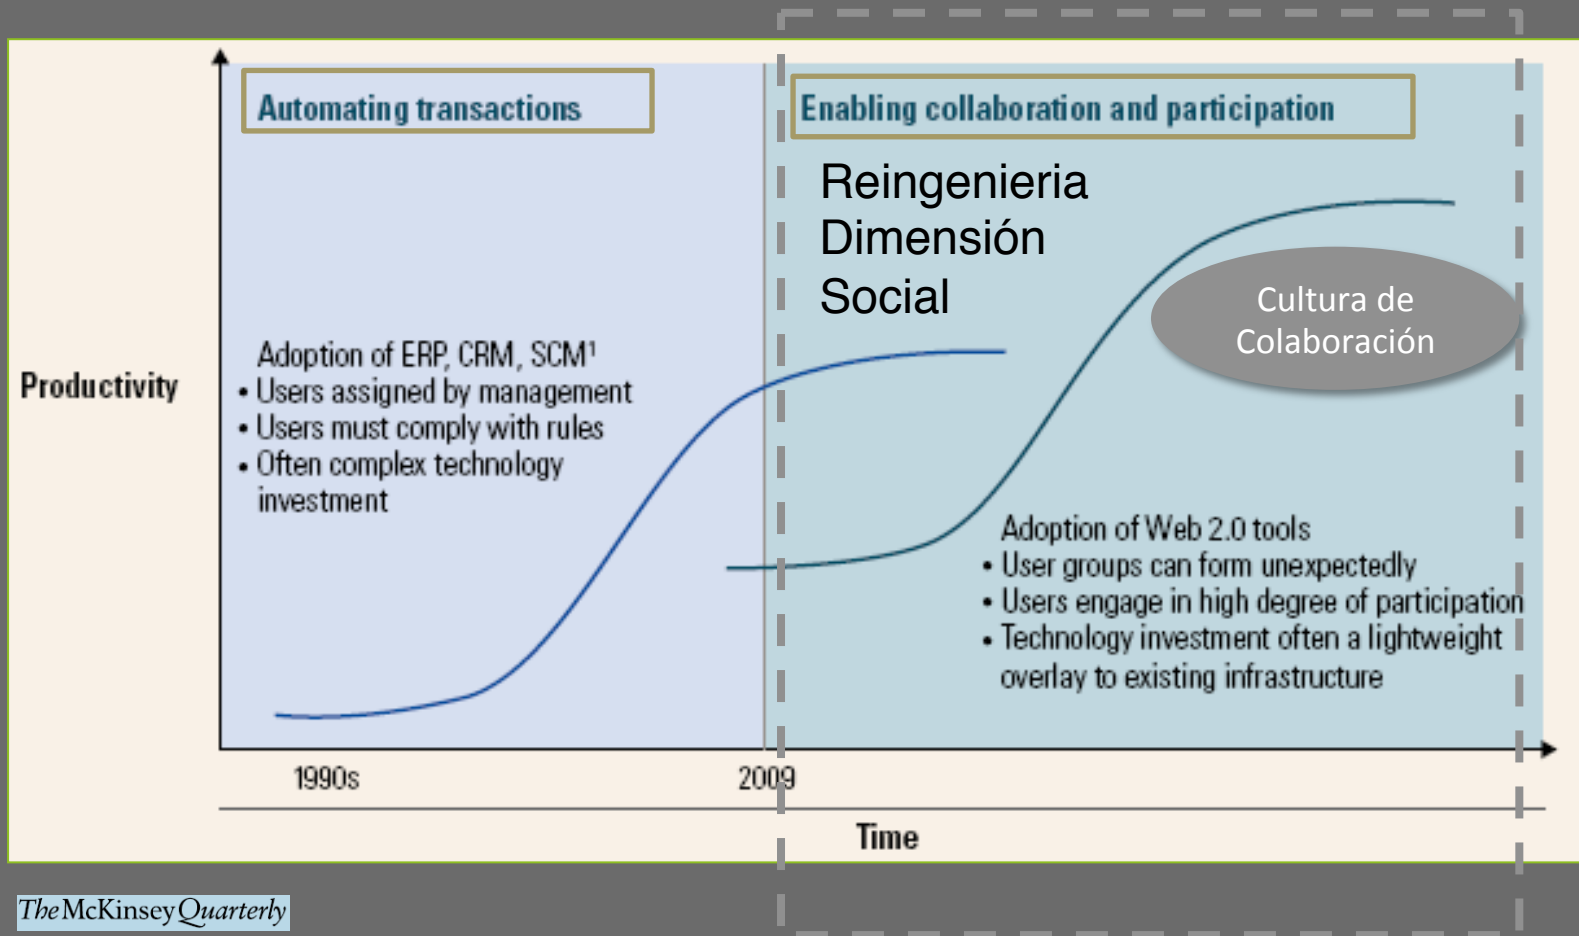 Automating transactions
Enabling collaboration and participation
Reingenieria
Dimensión
Social
Cultura de
Colaboración
Adoption of ERP, CRM, SCM¹
• Users assigned by management
• Users must comply with rules
• Often complex technology
investment
Productivity
Adoption of Web 2.0 tools
• User groups can form unexpectedly
• Users engage in high degree of participation
• Technology investment often a lightweight
overlay to existing infrastructure
1990s
2009
Time
The McKinsey Quarterly